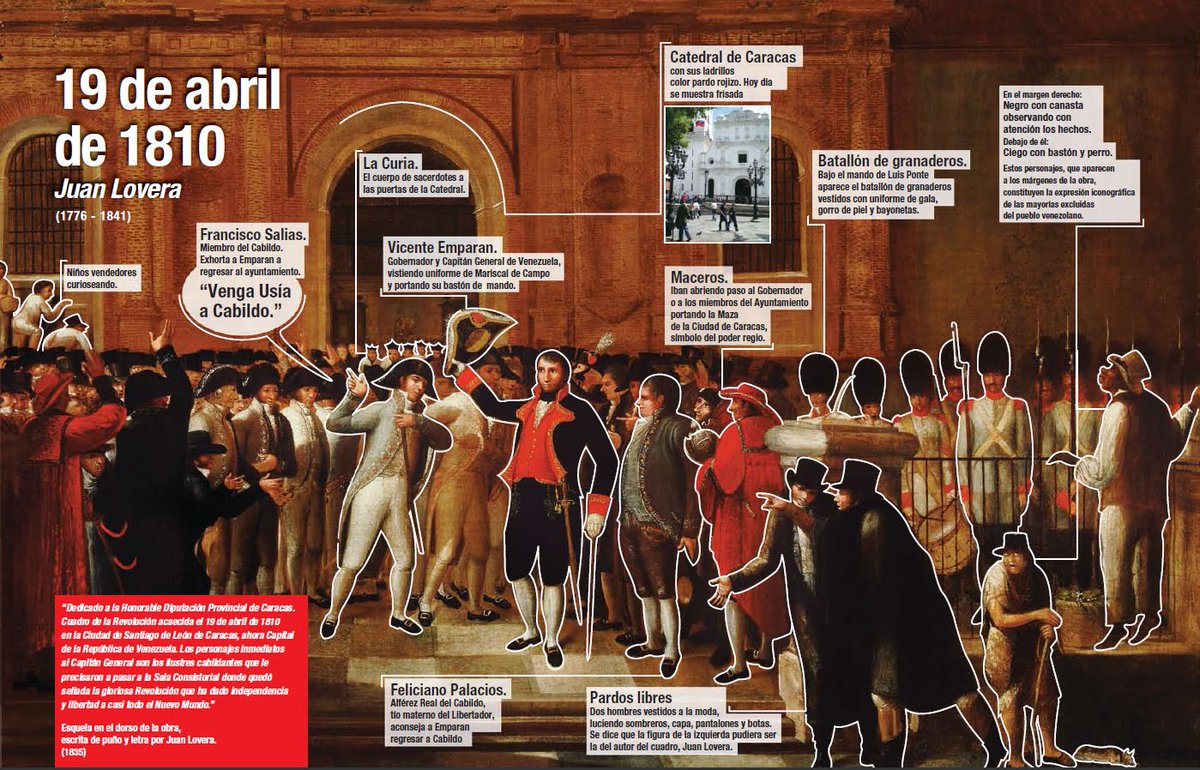 19 de abril
de 1810
Juan Lovera
(1776 - 1841)
Niños vendedores
curioseando.
Francisco Salias.
Miembro del Cabildo.
Exhorta a Emparan a
regresar al ayuntamiento.
“Venga Usía
a Cabildo.”
La Curia.
El cuerpo de sacerdotes a
las puertas de la Catedral.
Vicente Emparan.
Gobernador y Capitán General de Venezuela,
vistiendo uniforme de Mariscal de Campo
y portando su bastón de mando.
Catedral de Caracas
con sus ladrillos
color pardo rojizo. Hoy día
se muestra frisada
Maceros.
Iban abriendo paso al Gobernador
o a los miembros del Ayuntamiento
portando la Maza
de la Ciudad de Caracas,
símbolo del poder regio.
Batallón de granaderos.
Bajo el mando de Luis Ponte
aparece el batallón de granaderos
vestidos con uniforme de gala,
gorro de piel y bayonetas.
En el margen derecho:
Negro con canasta
observando con
atención los hechos.
Debajo de él:
Ciego con bastón y perro.
Estos personajes, que aparecen
a los márgenes de la obra,
constituyen la expresión iconográfica
de las mayorías excluidas
del pueblo venezolano.
"Dedicado a la Honorable Diputación Provincial de Caracas.
Cuadro de la Revolución acaecida el 19 de abril de 1810
en la Ciudad de Santiago de León de Caracas, ahora Capital
de la República de Venezuela. Los personajes inmediatos
al Capitán General son los ilustres cabildantes que le
precisaron a pasar a la Sala Consistorial donde quedó
sellada la gloriosa Revolución que ha dado independencia
y libertad a casi todo el Nuevo Mundo."
Esquela en el dorso de la obra,
escrita de puño y letra por Juan Lovera.
(1835)
Feliciano Palacios.
Alférez Real del Cabildo,
tío materno del Libertador,
aconseja a Emparan
regresar a Cabildo
Pardos libres
Dos hombres vestidos a la moda,
luciendo sombreros, capa, pantalones y botas.
Se dice que la figura de la izquierda pudiera ser
la del autor del cuadro, Juan Lovera.